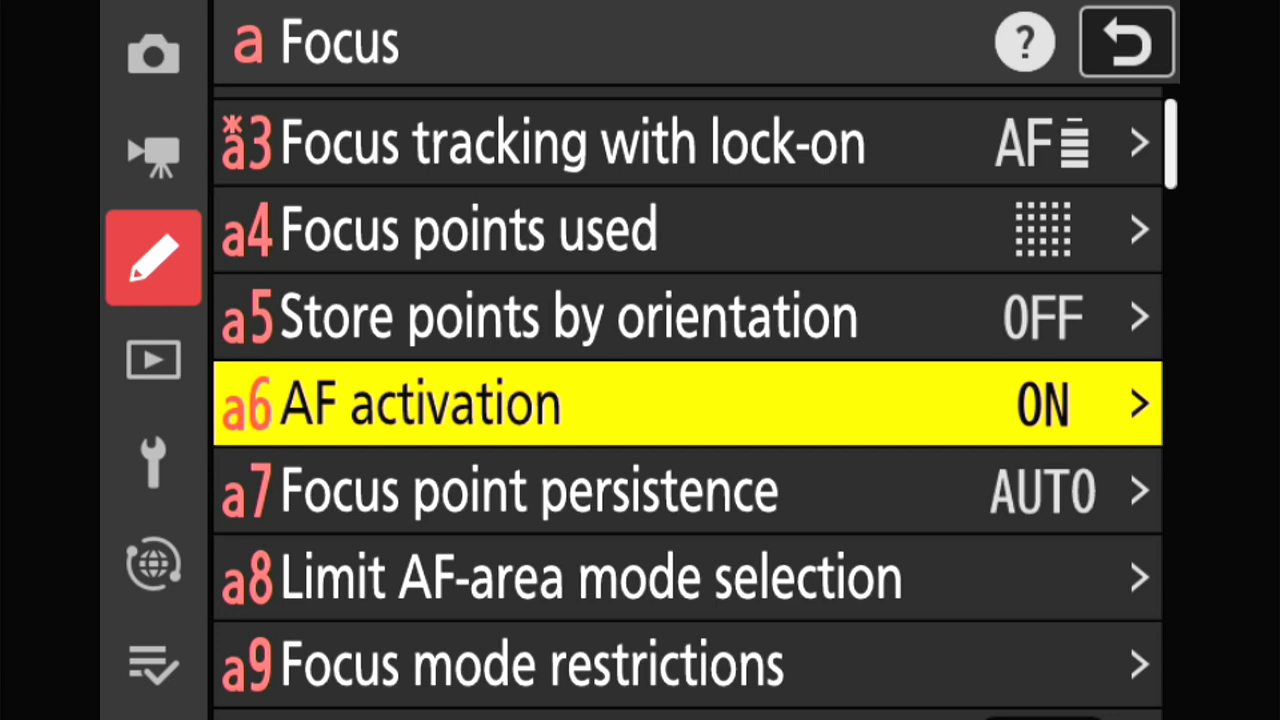 a Focus ?
*a3 Focus tracking with lock-on AF >
a4 Focus points used >
a5 Store points by orientation OFF >
a6 AF activation ON >
a7 Focus point persistence AUTO >
a8 Limit AF-area mode selection >
a9 Focus mode restrictions >